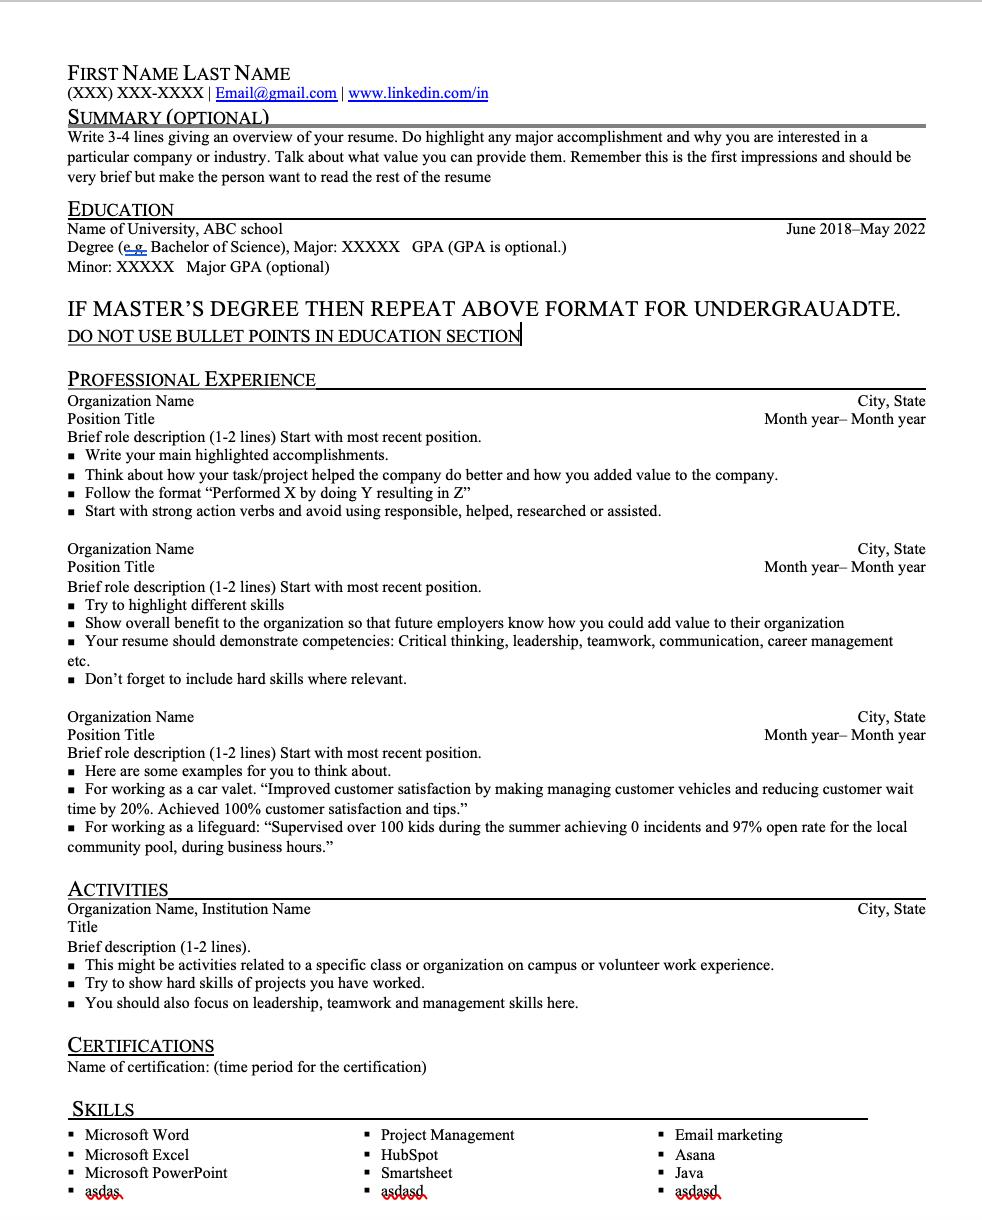 FIRST NAME LAST NAME
(XXX) XXX-XXXX | Email@gmail.com | www.linkedin.com/in
SUMMARY (OPTIONAL)
Write 3-4 lines giving an overview of your resume. Do highlight any major accomplishment and why you are interested in a
particular company or industry. Talk about what value you can provide them. Remember this is the first impressions and should be
very brief but make the person want to read the rest of the resume
EDUCATION
Name of University, ABC school June 2018–May 2022
Degree (e.g. Bachelor of Science), Major: XXXXX GPA (GPA is optional.)
Minor: XXXXX Major GPA (optional)
IF MASTER’S DEGREE THEN REPEAT ABOVE FORMAT FOR UNDERGRAUADTE.
DO NOT USE BULLET POINTS IN EDUCATION SECTION
PROFESSIONAL EXPERIENCE
Organization Name City, State
Position Title Month year– Month year
Brief role description (1-2 lines) Start with most recent position.
▪ Write your main highlighted accomplishments.
▪ Think about how your task/project helped the company do better and how you added value to the company.
▪ Follow the format “Performed X by doing Y resulting in Z”
▪ Start with strong action verbs and avoid using responsible, helped, researched or assisted.
Organization Name City, State
Position Title Month year– Month year
Brief role description (1-2 lines) Start with most recent position.
▪ Try to highlight different skills
▪ Show overall benefit to the organization so that future employers know how you could add value to their organization
▪ Your resume should demonstrate competencies: Critical thinking, leadership, teamwork, communication, career management
etc.
▪ Don’t forget to include hard skills where relevant.
Organization Name City, State
Position Title Month year– Month year
Brief role description (1-2 lines) Start with most recent position.
▪ Here are some examples for you to think about.
▪ For working as a car valet. “Improved customer satisfaction by making managing customer vehicles and reducing customer wait
time by 20%. Achieved 100% customer satisfaction and tips.”
▪ For working as a lifeguard: “Supervised over 100 kids during the summer achieving 0 incidents and 97% open rate for the local
community pool, during business hours.”
ACTIVITIES
Organization Name, Institution Name City, State
Title
Brief description (1-2 lines).
▪ This might be activities related to a specific class or organization on campus or volunteer work experience.
▪ Try to show hard skills of projects you have worked.
▪ You should also focus on leadership, teamwork and management skills here.
CERTIFICATIONS
Name of certification: (time period for the certification)
SKILLS
▪ Microsoft Word ▪ Project Management ▪ Email marketing
▪ Microsoft Excel ▪ HubSpot ▪ Asana
▪ Microsoft PowerPoint ▪ Smartsheet ▪ Java
▪ asdas ▪ asdasd ▪ asdasd